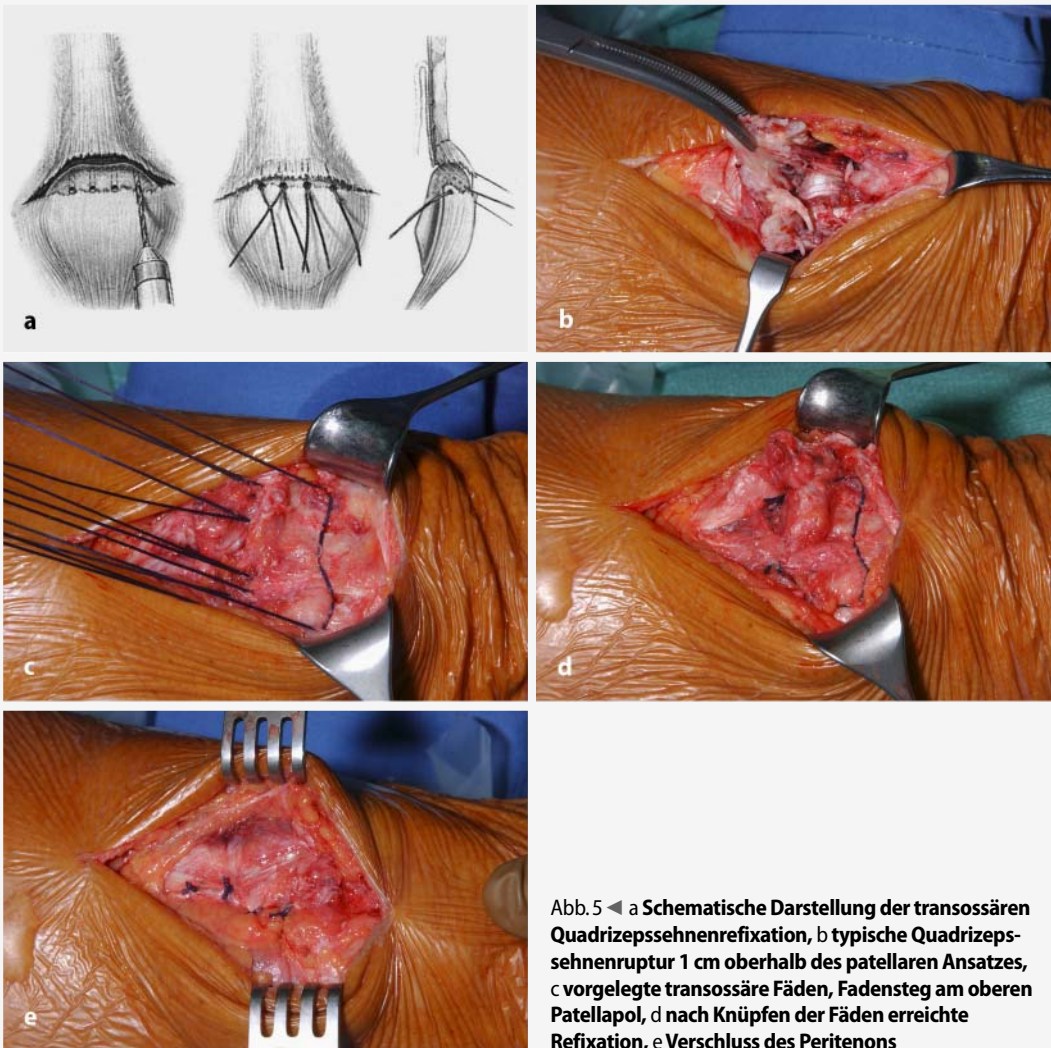 a
b
c
d
e
Abb. 5 ◄ a Schematische Darstellung der transossären
Quadrizepssehnenrefixation, b typische Quadrizeps-
sehnenruptur 1 cm oberhalb des patellaren Ansatzes,
c vorgelegte transossäre Fäden, Fadensteg am oberen
Patellapol, d nach Knüpfen der Fäden erreichte
Refixation, e Verschluss des Peritenons